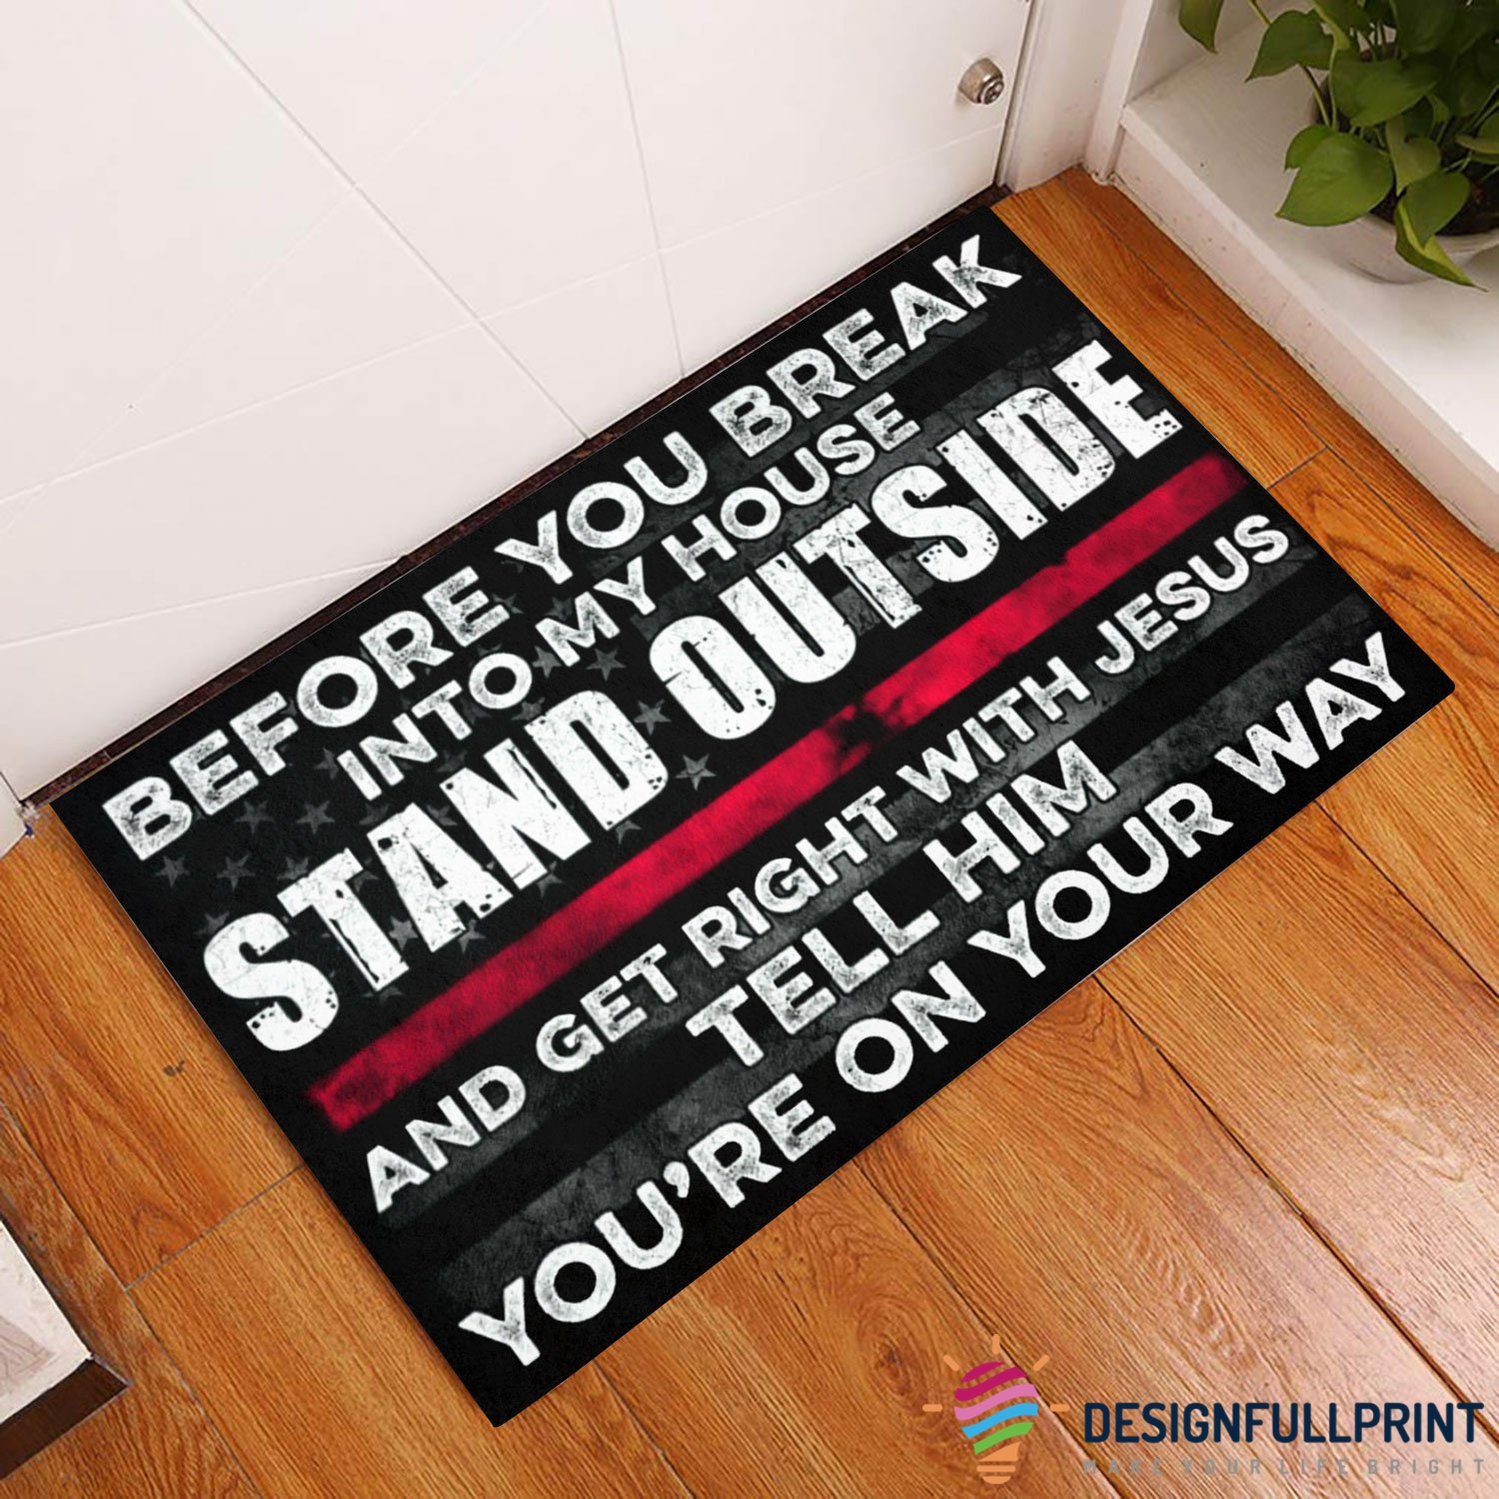 BEFORE YOU BREAK
INTO MY HOUSE
STAND OUTSIDE
AND GET RIGHT WITH JESUS
TELL HIM
YOU'RE ON YOUR WAY
DESIGNFULLPRINT
MAKE YOUR LIFE BRIGHT